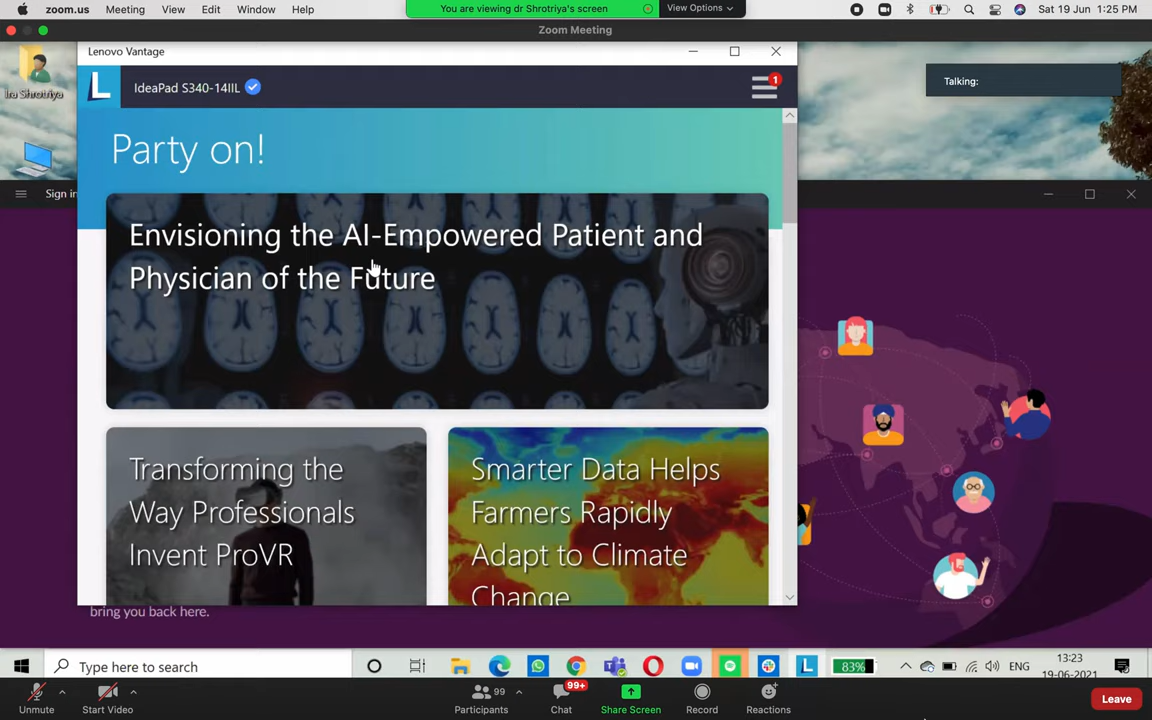 zoom.us Meeting View Edit Window Help
You are viewing dr Shrotriya's screen
View Options
Sat 19 Jun 1:25 PM
Zoom Meeting
Lenovo Vantage
Talking:
L IdeaPad S340-14IIL
1
Ira Shrotriya
Party on!
Sign in
Envisioning the AI-Empowered Patient and
Physician of the Future
Transforming the
Way Professionals
Invent ProVR
Smarter Data Helps
Farmers Rapidly
Adapt to Climate
Change
bring you back here.
Type here to search
L
83%
ENG
13:23
19-06-2021
99
99+
Unmute
Start Video
Participants
Chat
Share Screen
Record
Reactions
Leave